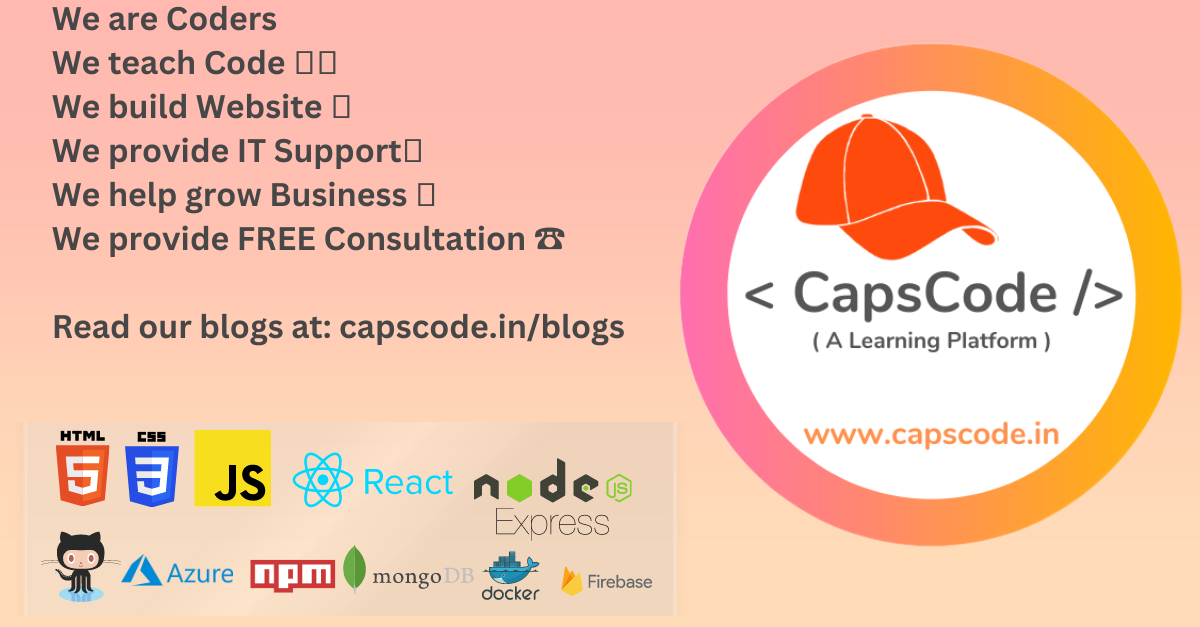 We are Coders
We teach Code 
We build Website 
We provide IT Support
We help grow Business 
We provide FREE Consultation ☎
Read our blogs at: capscode.in/blogs
< CapsCode />
( A Learning Platform )
www.capscode.in
HTML
5
CSS
3
JS
React
node
JS
Express
Azure
npm
mongoDB
docker
Firebase